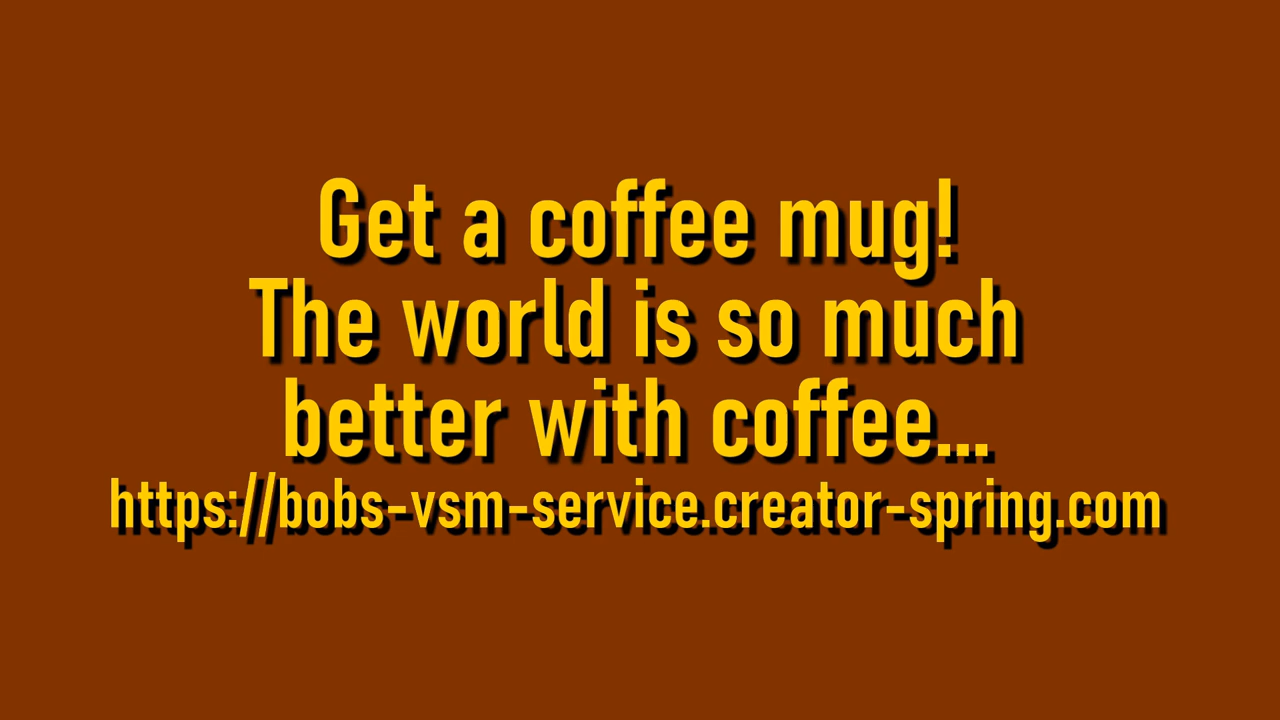 Get a coffee mug!
The world is so much
better with coffee...
https://bobs-vsm-service.creator-spring.com